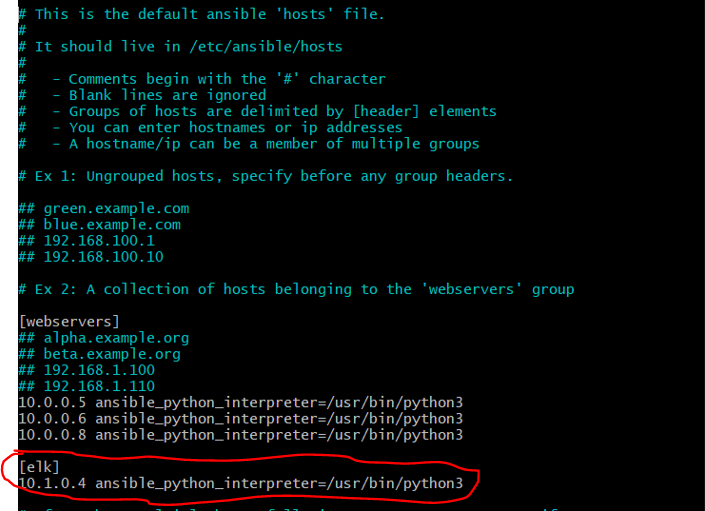 # This is the default ansible 'hosts' file.
#
# It should live in /etc/ansible/hosts
#
#   - Comments begin with the '#' character
#   - Blank lines are ignored
#   - Groups of hosts are delimited by [header] elements
#   - You can enter hostnames or ip addresses
#   - A hostname/ip can be a member of multiple groups
# Ex 1: Ungrouped hosts, specify before any group headers.
## green.example.com
## blue.example.com
## 192.168.100.1
## 192.168.100.10
# Ex 2: A collection of hosts belonging to the 'webservers' group
[webservers]
## alpha.example.org
## beta.example.org
## 192.168.1.100
## 192.168.1.110
10.0.0.5 ansible_python_interpreter=/usr/bin/python3
10.0.0.6 ansible_python_interpreter=/usr/bin/python3
10.0.0.8 ansible_python_interpreter=/usr/bin/python3
[elk]
10.1.0.4 ansible_python_interpreter=/usr/bin/python3